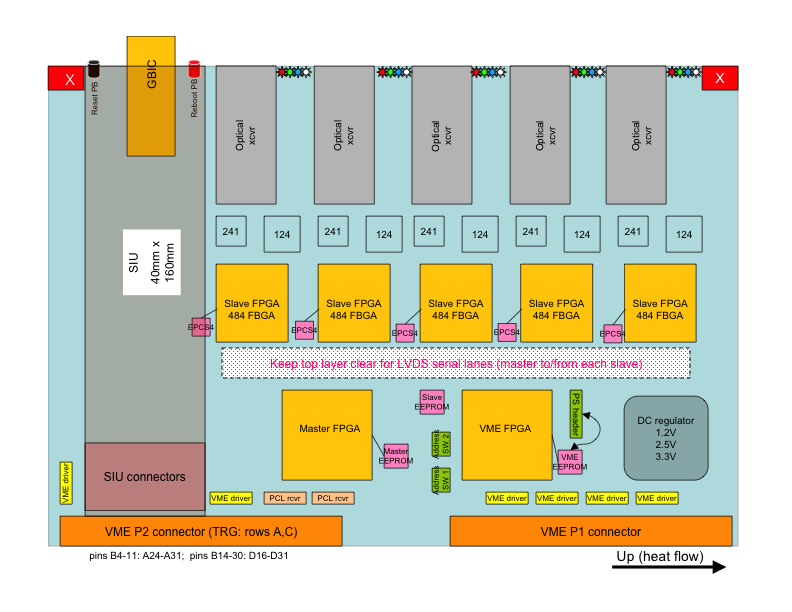 X
Reset PB
GBIC
Reboot PB
X
Optical
xcvr
Optical
xcvr
Optical
xcvr
Optical
xcvr
Optical
xcvr
241
124
241
124
241
124
241
124
241
124
SIU
40mm x
160mm
Slave FPGA
484 FBGA
Slave FPGA
484 FBGA
Slave FPGA
484 FBGA
Slave FPGA
484 FBGA
Slave FPGA
484 FBGA
EPCS4
EPCS4
EPCS4
EPCS4
EPCS4
Keep top layer clear for LVDS serial lanes (master to/from each slave)
Master FPGA
Master
EEPROM
Slave
EEPROM
Address
SW 2
Address
SW 1
VME FPGA
PS header
VME
EEPROM
DC regulator
1.2V
2.5V
3.3V
VME driver
SIU connectors
VME driver
PCL rcvr
PCL rcvr
VME driver
VME driver
VME driver
VME driver
VME P2 connector (TRG: rows A,C)
VME P1 connector
pins B4-11: A24-A31;  pins B14-30: D16-D31
Up (heat flow)